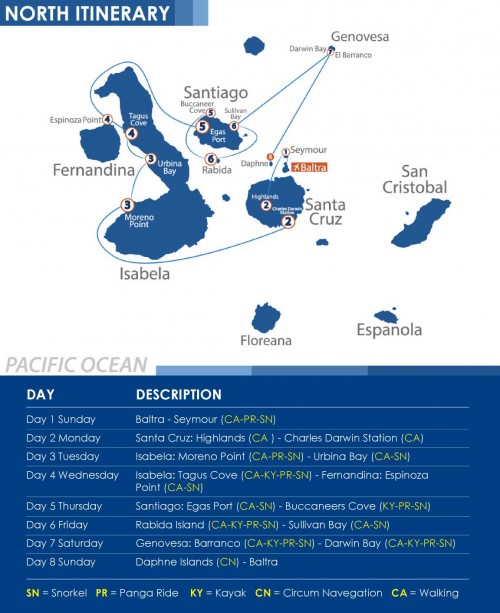 NORTH ITINERARY
Genovesa
Darwin Bay
7
El Barranco
Santiago
Buccaneer
Cove
5
Sullivan
Bay
Espinoza Point
4
Tagus
Cove
4
5
Egas
Port
6
Fernandina
3
Urbina
Bay
6
Rabida
Daphne
8
1
Seymour
Baltra
3
Moreno
Point
Highlands
2
Charles Darwin
Station
2
Santa
Cruz
San
Cristobal
Isabela
Floreana
Espanola
PACIFIC OCEAN
DAY DESCRIPTION
Day 1 Sunday Baltra - Seymour (CA-PR-SN)
Day 2 Monday Santa Cruz: Highlands (CA ) - Charles Darwin Station (CA)
Day 3 Tuesday Isabela: Moreno Point (CA-PR-SN) - Urbina Bay (CA-SN)
Day 4 Wednesday Isabela: Tagus Cove (CA-KY-PR-SN) - Fernandina: Espinoza
Point (CA-SN)
Day 5 Thursday Santiago: Egas Port (CA-SN) - Buccaneers Cove (KY-PR-SN)
Day 6 Friday Rabida Island (CA-KY-PR-SN) - Sullivan Bay (CA-SN)
Day 7 Saturday Genovesa: Barranco (CA-KY-PR-SN) - Darwin Bay (CA-KY-PR-SN)
Day 8 Sunday Daphne Islands (CN) - Baltra
SN = Snorkel PR = Panga Ride KY = Kayak CN = Circum Navegation CA = Walking